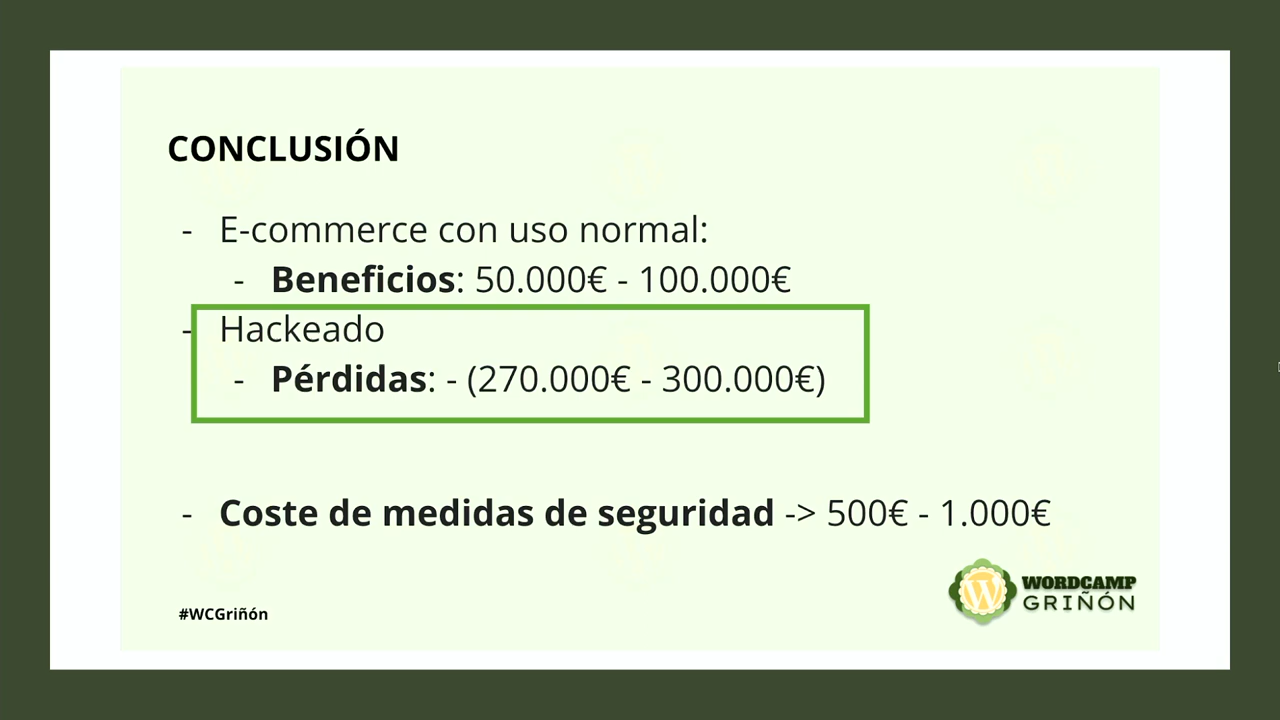 CONCLUSIÓN
- E-commerce con uso normal:
- Beneficios: 50.000€ - 100.000€
- Hackeado
- Pérdidas: - (270.000€ - 300.000€)
- Coste de medidas de seguridad -> 500€ - 1.000€
#WCGriñón
WORDCAMP
GRIÑÓN